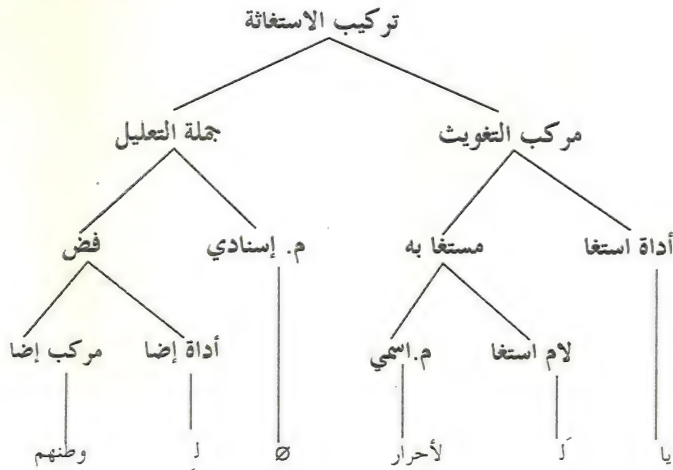 تركيب الاستغاثة
مركب التغويث جملة التعليل
أداة استغا مستغا به م. إسنادي فض
لام استغا م.اسمي أداة إضا مركب إضا
يا لَـ لأحرار ∅ لِـ وطنهم